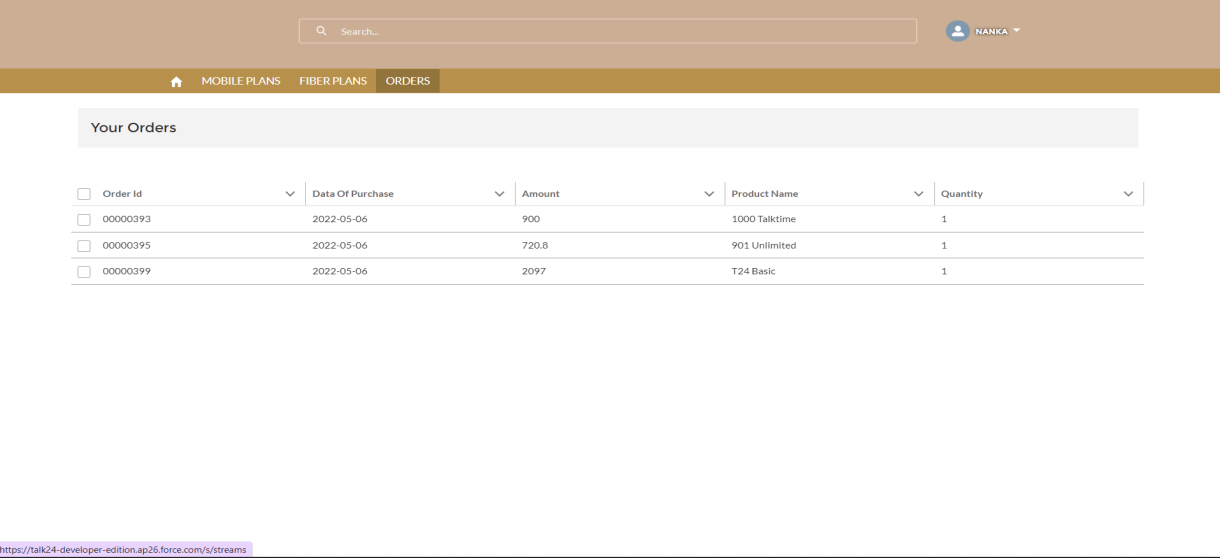 Search...
NANKA
MOBILE PLANS FIBER PLANS ORDERS
Your Orders
Order Id Data Of Purchase Amount Product Name Quantity
00000393 2022-05-06 900 1000 Talktime 1
00000395 2022-05-06 720.8 901 Unlimited 1
00000399 2022-05-06 2097 T24 Basic 1
https://talk24-developer-edition.ap26.force.com/s/streams